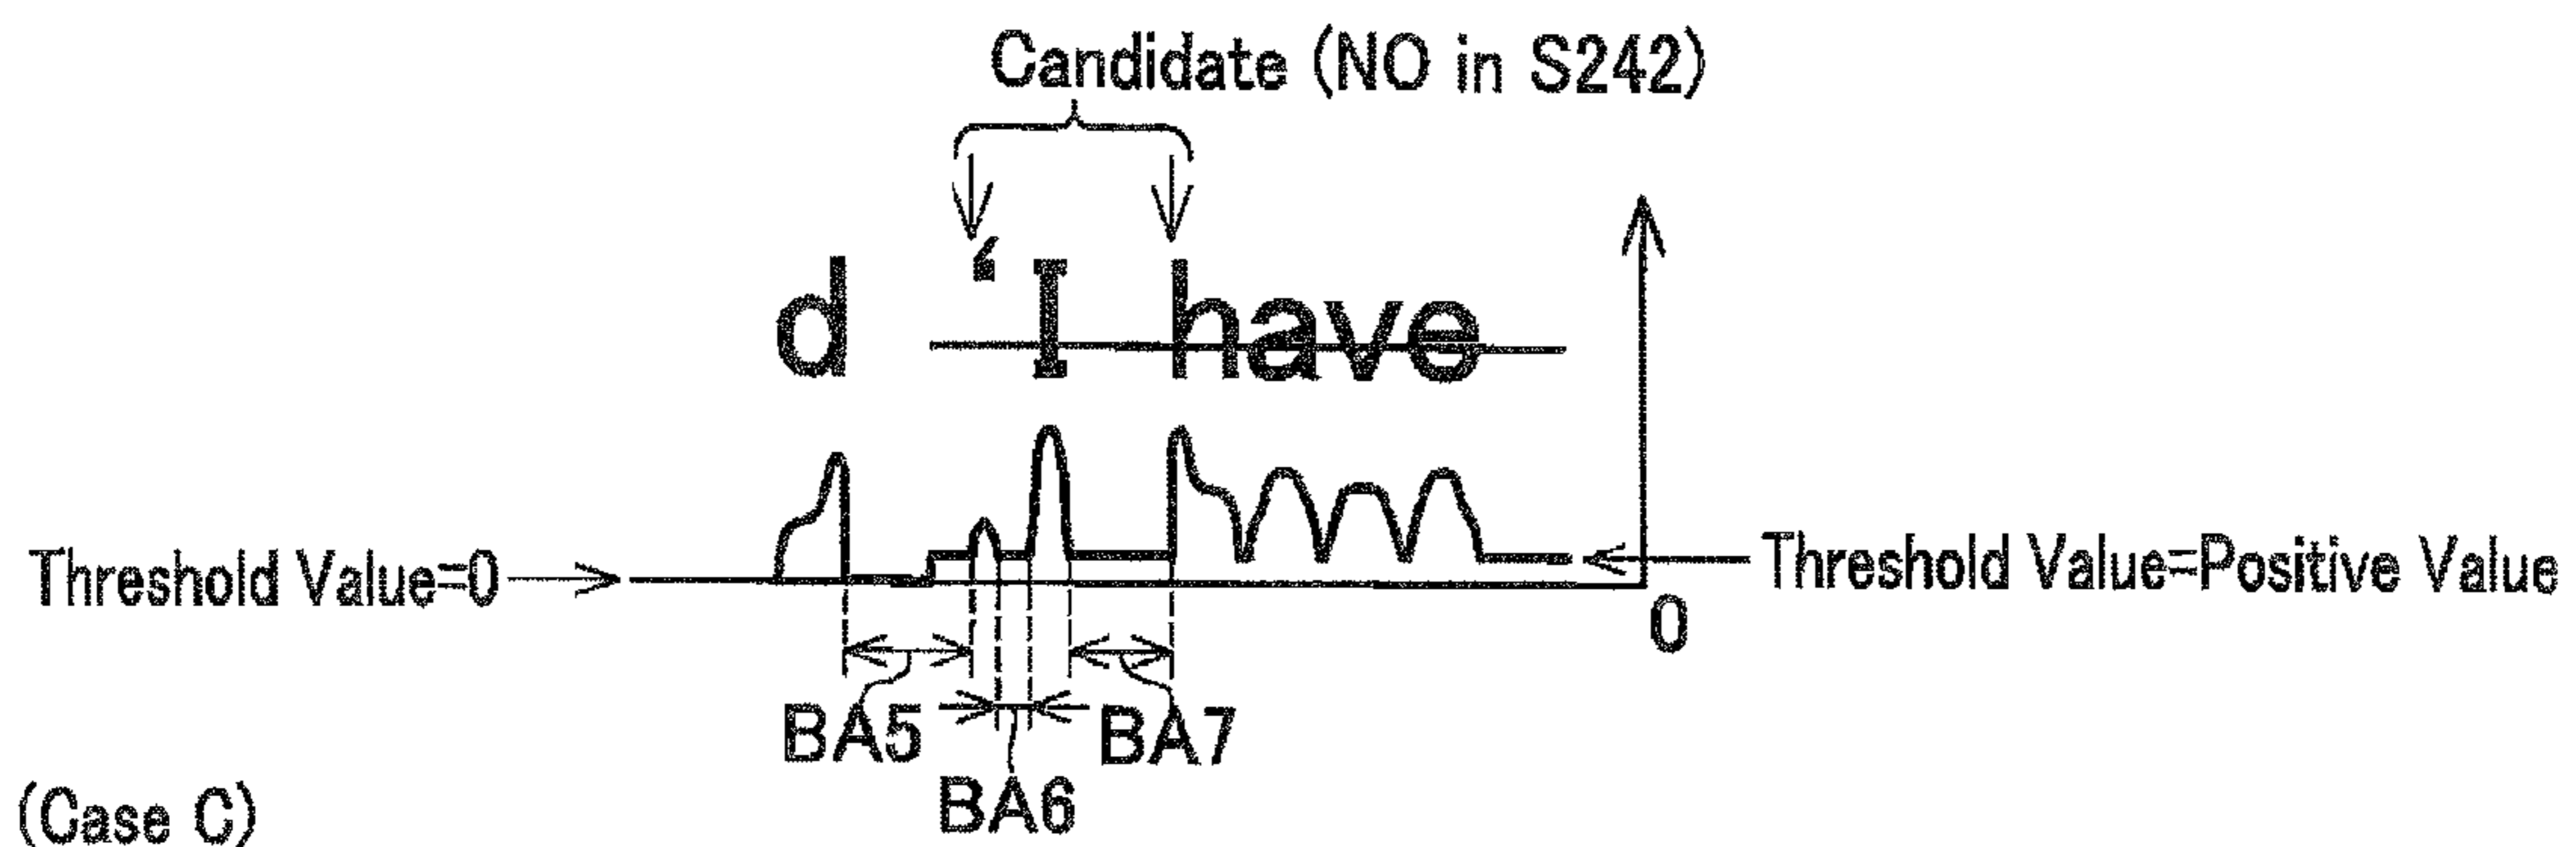 Candidate (NO in S242)
d ‘I have
Threshold Value=0
Threshold Value=Positive Value
0
BA5
BA7
BA6
(Case C)